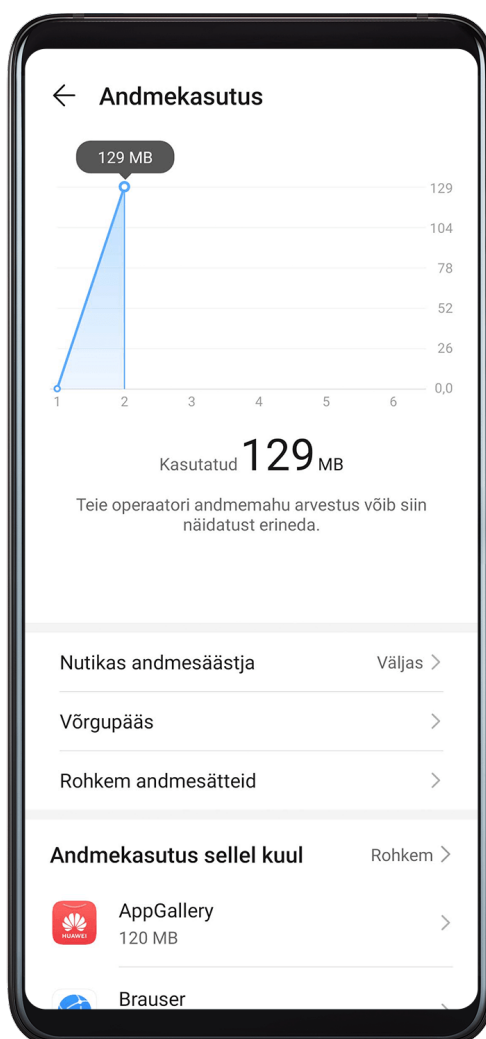 Andmekasutus
129 MB
129
104
78
52
26
0,0
1 2 3 4 5 6
Kasutatud 129 MB
Teie operaatori andmemahu arvestus võib siin
näidatust erineda.
Nutikas andmesäästja Väljas
Võrgupääs
Rohkem andmesätteid
Andmekasutus sellel kuul Rohkem
AppGallery
HUAWEI
120 MB
Brauser